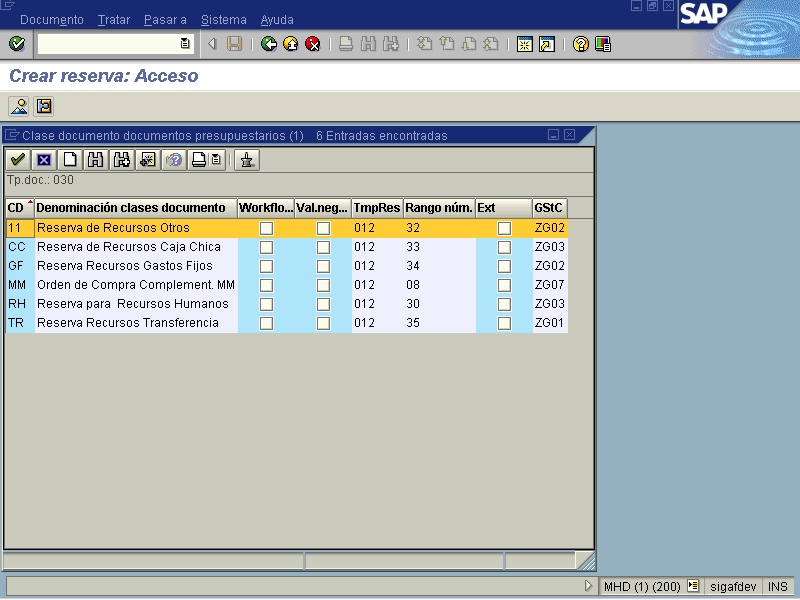 Documento Tratar Pasar a Sistema Ayuda
SAP
Crear reserva: Acceso
Clase documento documentos presupuestarios (1) 6 Entradas encontradas
Tp.doc.: 030
CD Denominación clases documento Workflo... Val.neg... TmpRes Rango núm. Ext GStC
11 Reserva de Recursos Otros 012 32 ZG02
CC Reserva de Recursos Caja Chica 012 33 ZG03
GF Reserva Recursos Gastos Fijos 012 34 ZG02
MM Orden de Compra Complement. MM 012 08 ZG07
RH Reserva para Recursos Humanos 012 30 ZG03
TR Reserva Recursos Transferencia 012 35 ZG01
MHD (1) (200) sigafdev INS